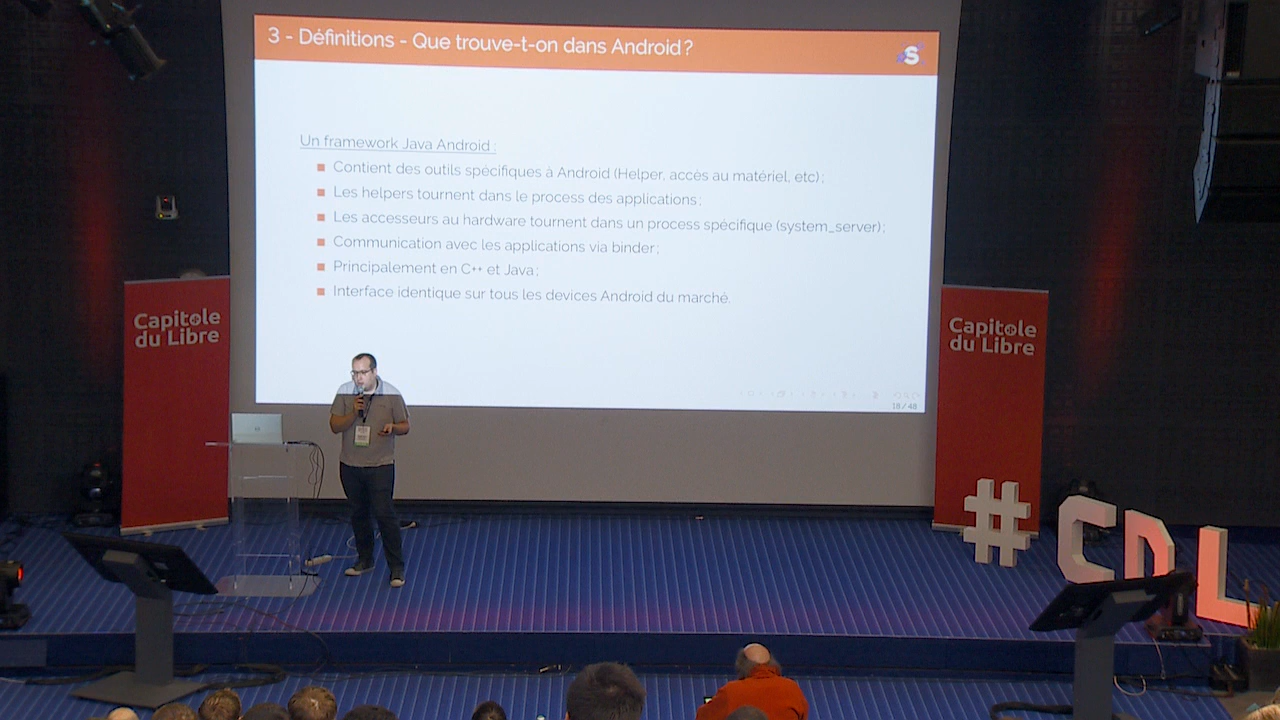 3 - Définitions - Que trouve-t-on dans Android ?
S
Un framework Java Android :
Contient des outils spécifiques à Android (Helper, accès au matériel, etc) ;
Les helpers tournent dans le process des applications ;
Les accesseurs au hardware tournent dans un process spécifique (system_server) ;
Communication avec les applications via binder ;
Principalement en C++ et Java ;
Interface identique sur tous les devices Android du marché.
18 / 48
Capitole
du Libre
Capitole
du Libre
#CDL